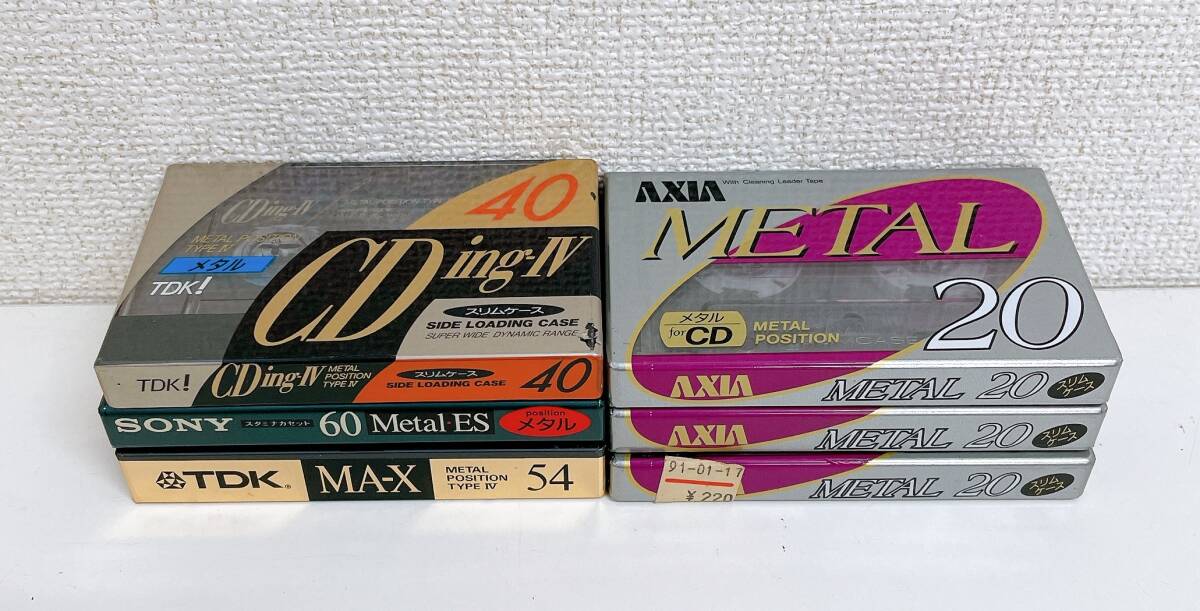 40
CDing-IV
METAL POSITION
TYPE IV
メタル
TDK!
CDing-IV
スリムケース
SIDE LOADING CASE
SUPER WIDE DYNAMIC RANGE
TDK!
CDing-IV
METAL
POSITION
TYPE IV
スリムケース
SIDE LOADING CASE
40
SONY
スタミナカセット
60
Metal-ES
position
メタル
TDK.
MA-X
METAL
POSITION
TYPE IV
54
AXIA
With Cleaning Leader Tape
METAL
20
メタル
for CD
METAL
POSITION
AXIA
METAL 20
スリム
ケース
AXIA
METAL 20
スリム
ケース
91-01-17
¥220
METAL 20
スリム
ケース